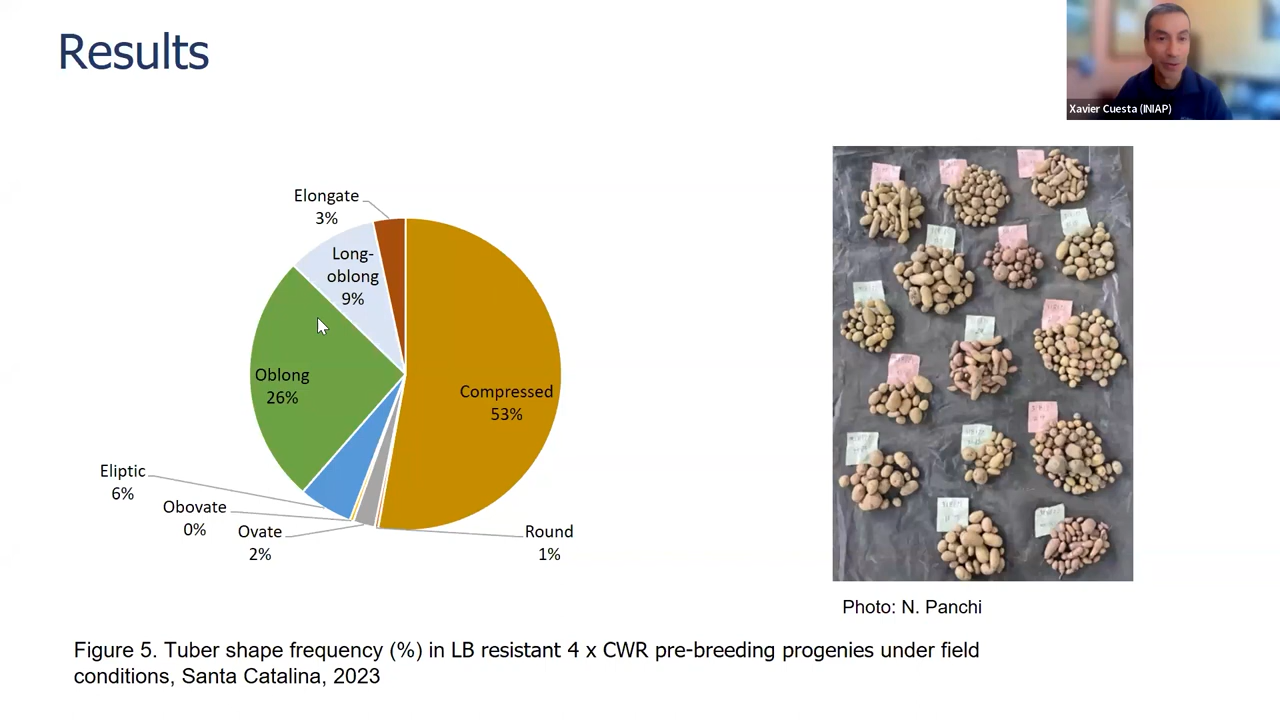 Results
Xavier Cuesta (INIAP)
Elongate
3%
Long-
oblong
9%
Oblong
26%
Compressed
53%
Eliptic
6%
Obovate
0%
Ovate
2%
Round
1%
Photo: N. Panchi
Figure 5. Tuber shape frequency (%) in LB resistant 4 x CWR pre-breeding progenies under field
conditions, Santa Catalina, 2023